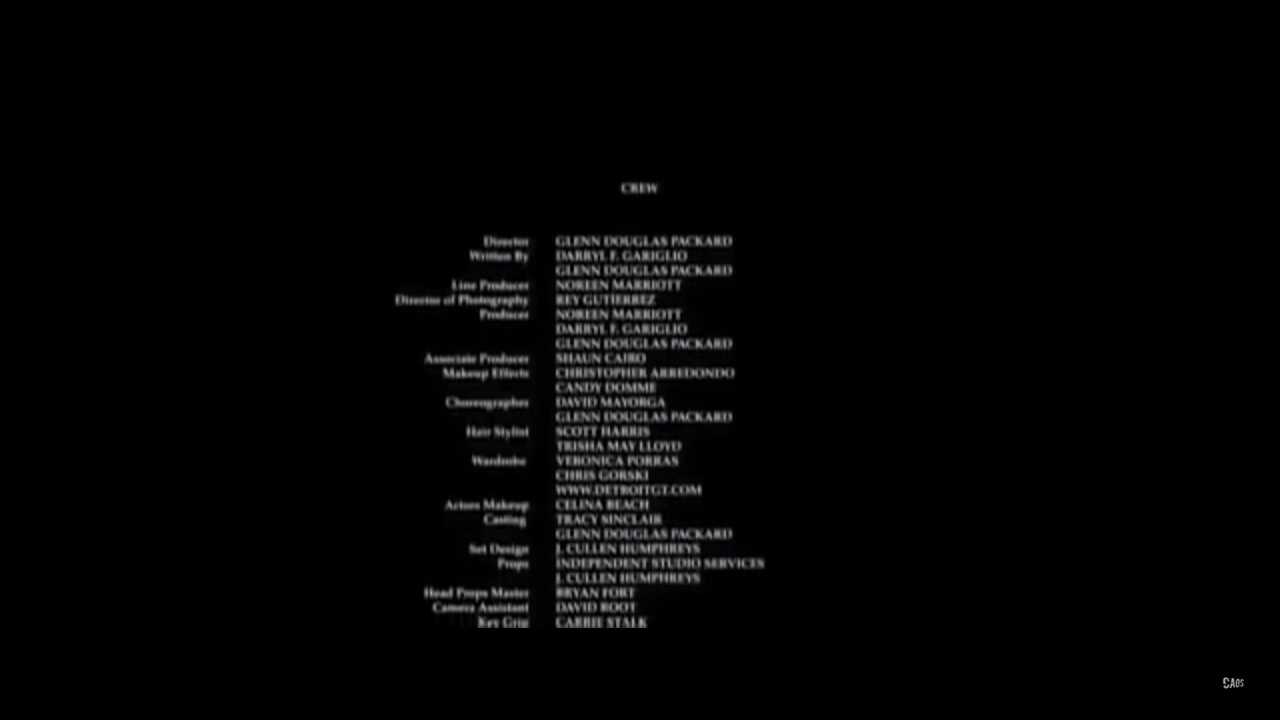 CREW
Director GLENN DOUGLAS PACKARD
Written By DARRYL F. GARIGLIO
GLENN DOUGLAS PACKARD
Line Producer NOREEN MARRIOTT
Director of Photography REY GUTIERREZ
Producer NOREEN MARRIOTT
DARRYL F. GARIGLIO
GLENN DOUGLAS PACKARD
Associate Producer SHAUN CAIRO
Makeup Effects CHRISTOPHER ARREDONDO
CANDY DOMME
Choreographer DAVID MAYORGA
GLENN DOUGLAS PACKARD
Hair Stylist SCOTT HARRIS
TRISHA MAY LLOYD
Wardrobe VERONICA PORRAS
CHRIS GORSKI
WWW.DETROITGT.COM
Actors Makeup CELINA BEACH
Casting TRACY SINCLAIR
GLENN DOUGLAS PACKARD
Set Design J. CULLEN HUMPHREYS
Props INDEPENDENT STUDIO SERVICES
J. CULLEN HUMPHREYS
Head Props Master BRYAN FORT
Camera Assistant DAVID ROOT
Key Grip CARRIE STALK
CAOS